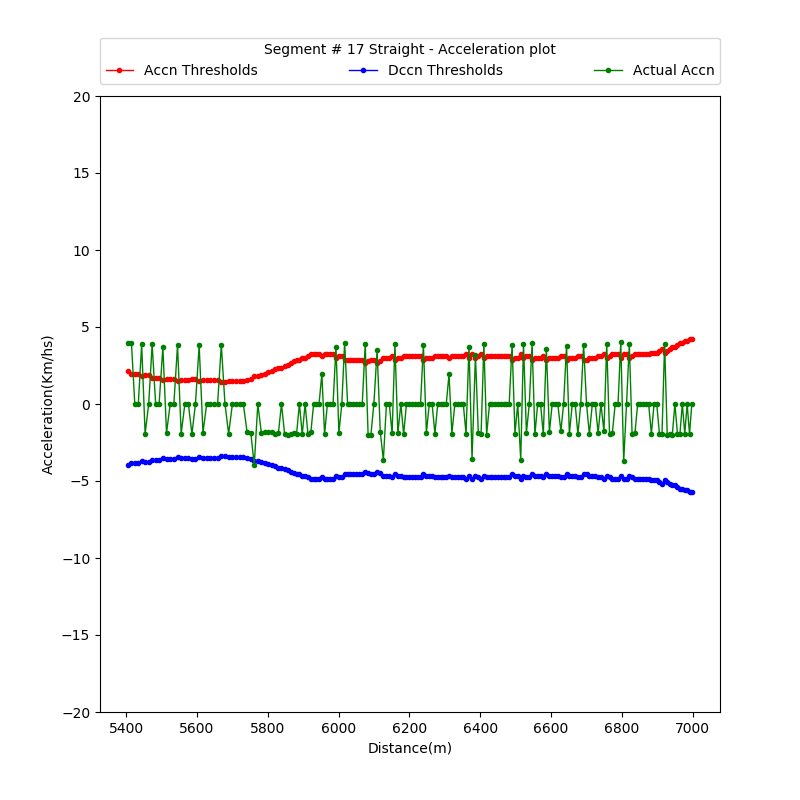 Segment # 17 Straight - Acceleration plot
Accn Thresholds Dccn Thresholds Actual Accn
20
15
10
5
0
−5
−10
−15
−20
Acceleration(Km/hs)
5400 5600 5800 6000 6200 6400 6600 6800 7000
Distance(m)